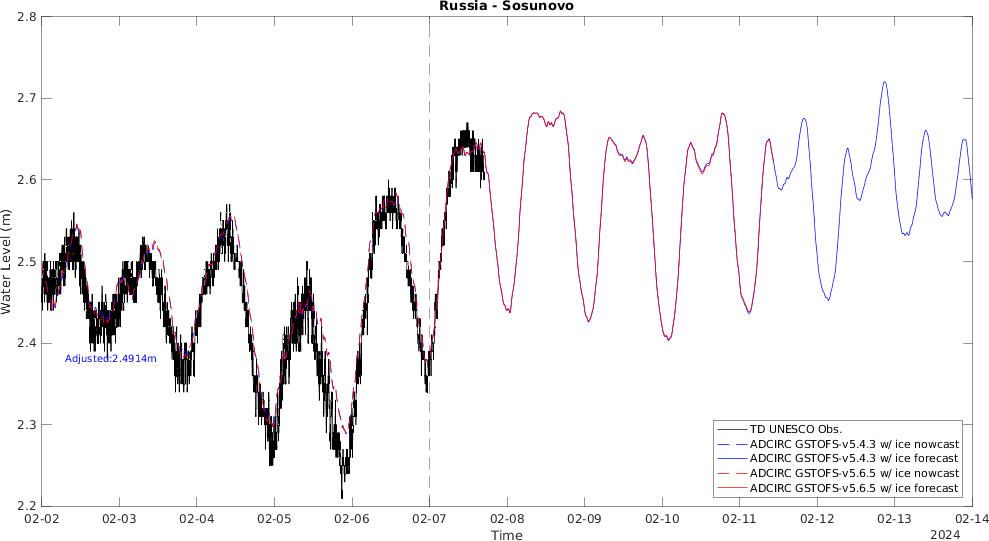 Russia - Sosunovo
2.8
2.7
2.6
2.5
2.4
2.3
2.2
Water Level (m)
Adjusted:2.4914m
TD UNESCO Obs.
ADCIRC GSTOFS-v5.4.3 w/ ice nowcast
ADCIRC GSTOFS-v5.4.3 w/ ice forecast
ADCIRC GSTOFS-v5.6.5 w/ ice nowcast
ADCIRC GSTOFS-v5.6.5 w/ ice forecast
02-02 02-03 02-04 02-05 02-06 02-07 02-08 02-09 02-10 02-11 02-12 02-13 02-14
Time
2024